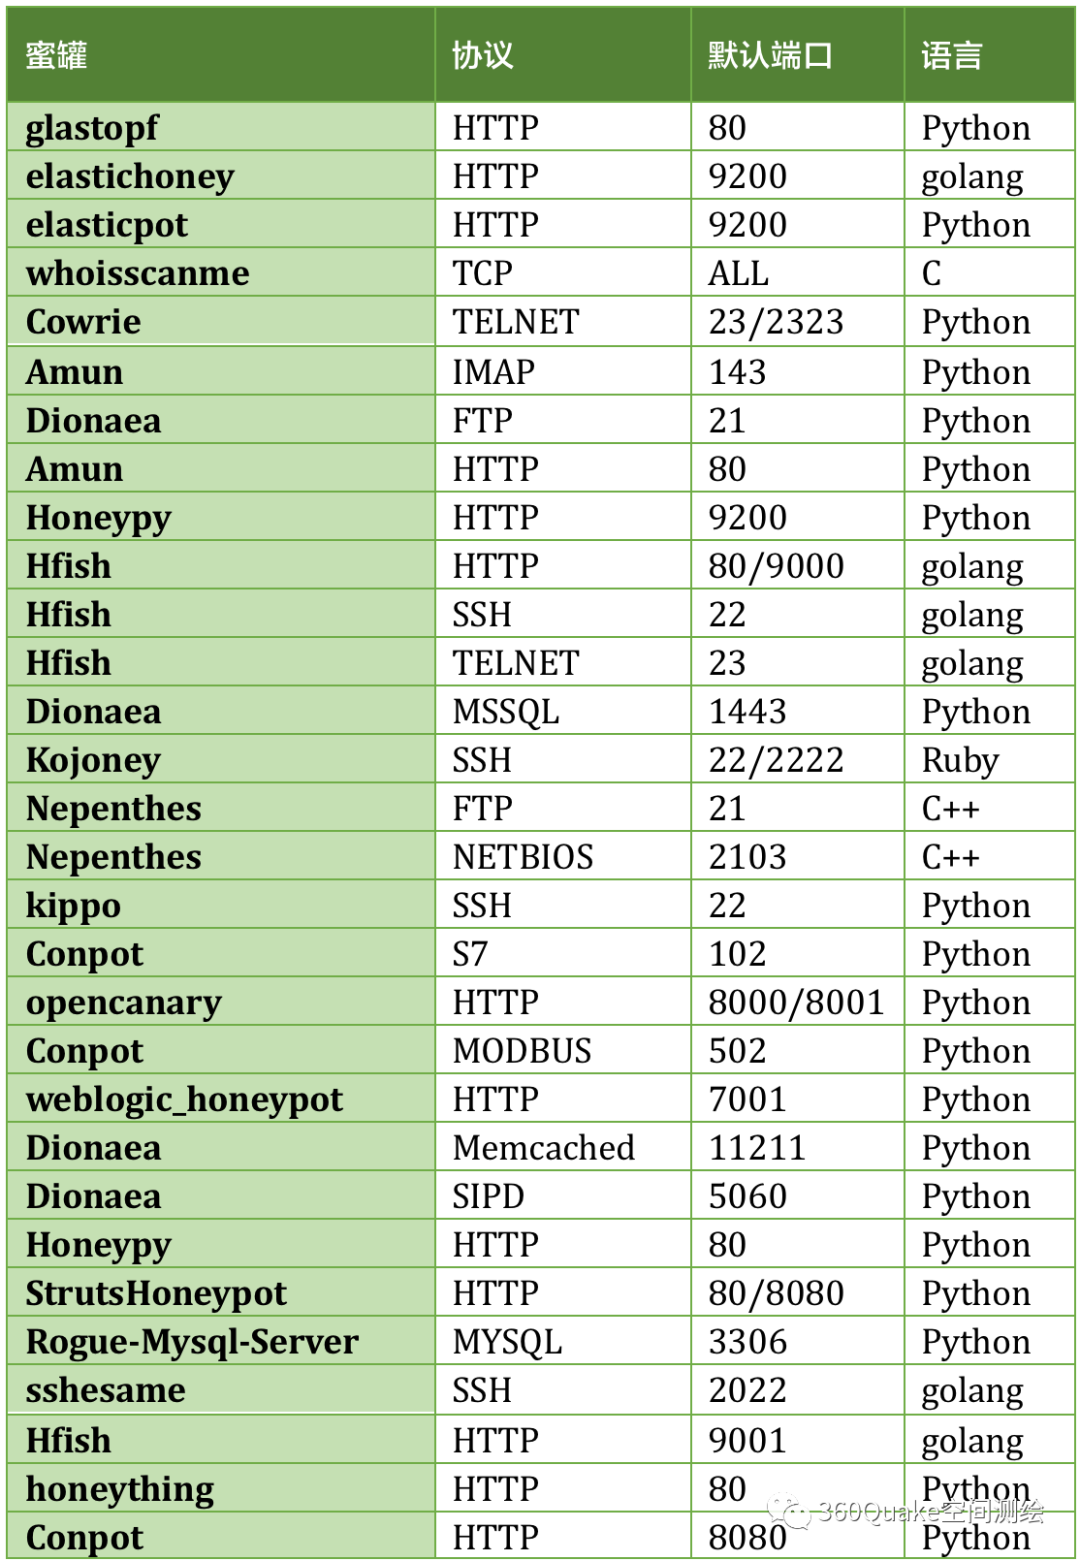 蜜罐 协议 默认端口 语言
glastopf HTTP 80 Python
elastichoney HTTP 9200 golang
elasticpot HTTP 9200 Python
whoisscanme TCP ALL C
Cowrie TELNET 23/2323 Python
Amun IMAP 143 Python
Dionaea FTP 21 Python
Amun HTTP 80 Python
Honeypy HTTP 9200 Python
Hfish HTTP 80/9000 golang
Hfish SSH 22 golang
Hfish TELNET 23 golang
Dionaea MSSQL 1443 Python
Kojoney SSH 22/2222 Ruby
Nepenthes FTP 21 C++
Nepenthes NETBIOS 2103 C++
kippo SSH 22 Python
Conpot S7 102 Python
opencanary HTTP 8000/8001 Python
Conpot MODBUS 502 Python
weblogic_honeypot HTTP 7001 Python
Dionaea Memcached 11211 Python
Dionaea SIPD 5060 Python
Honeypy HTTP 80 Python
StrutsHoneypot HTTP 80/8080 Python
Rogue-Mysql-Server MYSQL 3306 Python
sshesame SSH 2022 golang
Hfish HTTP 9001 golang
honeything HTTP 80 Python
360Quake空间测绘
Conpot HTTP 8080 Python